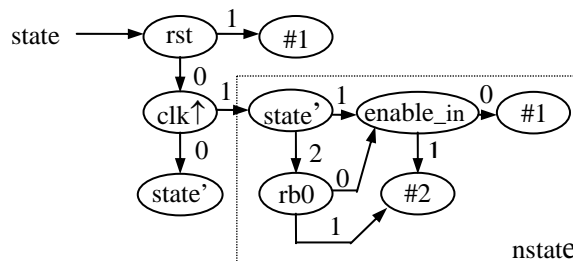 state
rst
1
#1
0
clk↑
1
state’
1
enable_in
0
#1
0
2
1
state’
rb0
0
#2
1
nstate